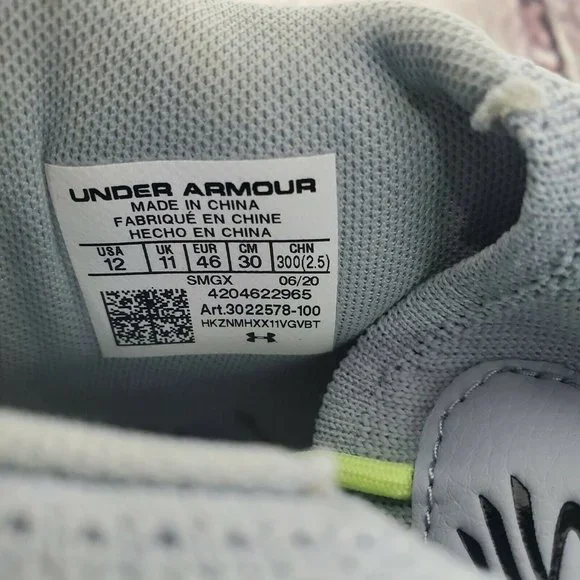 UNDER ARMOUR
MADE IN CHINA
FABRIQUÉ EN CHINE
HECHO EN CHINA
USA UK EUR CM CHN
12 11 46 30 300(2.5)
SMGX 06/20
4204622965
Art.3022578-100
HKZNMHXX11VGVBT